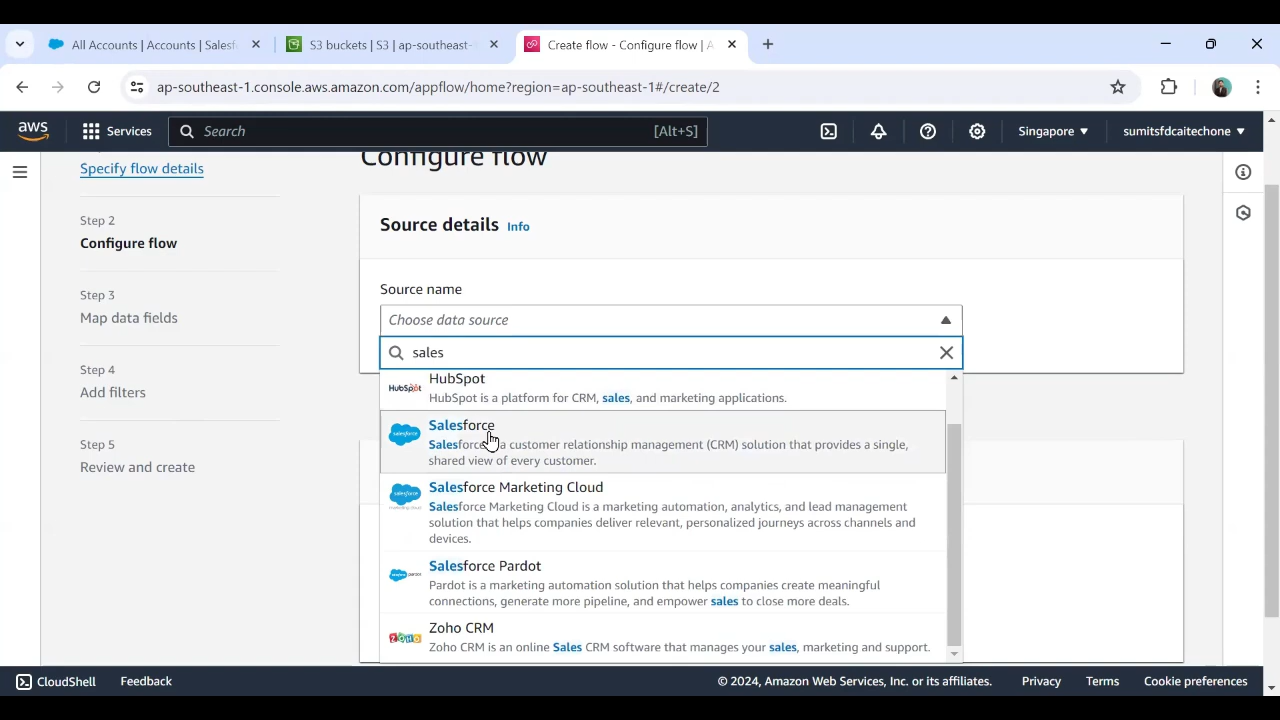 All Accounts | Accounts | Salesf
S3 buckets | S3 | ap-southeast-
Create flow - Configure flow | A
ap-southeast-1.console.aws.amazon.com/appflow/home?region=ap-southeast-1#/create/2
aws
Services
Search
[Alt+S]
Singapore
sumitsfdcaitechone
Specify flow details
Step 2
Configure flow
Step 3
Map data fields
Step 4
Add filters
Step 5
Review and create
Configure flow
Source details Info
Source name
Choose data source
sales
HubSpot
HubSpot
HubSpot is a platform for CRM, sales, and marketing applications.
salesforce
Salesforce
Salesforce a customer relationship management (CRM) solution that provides a single,
shared view of every customer.
salesforce
Salesforce Marketing Cloud
Salesforce Marketing Cloud is a marketing automation, analytics, and lead management
solution that helps companies deliver relevant, personalized journeys across channels and
devices.
Salesforce Pardot
Pardot is a marketing automation solution that helps companies create meaningful
connections, generate more pipeline, and empower sales to close more deals.
ZOHO
Zoho CRM
Zoho CRM is an online Sales CRM software that manages your sales, marketing and support.
CloudShell
Feedback
© 2024, Amazon Web Services, Inc. or its affiliates.
Privacy
Terms
Cookie preferences